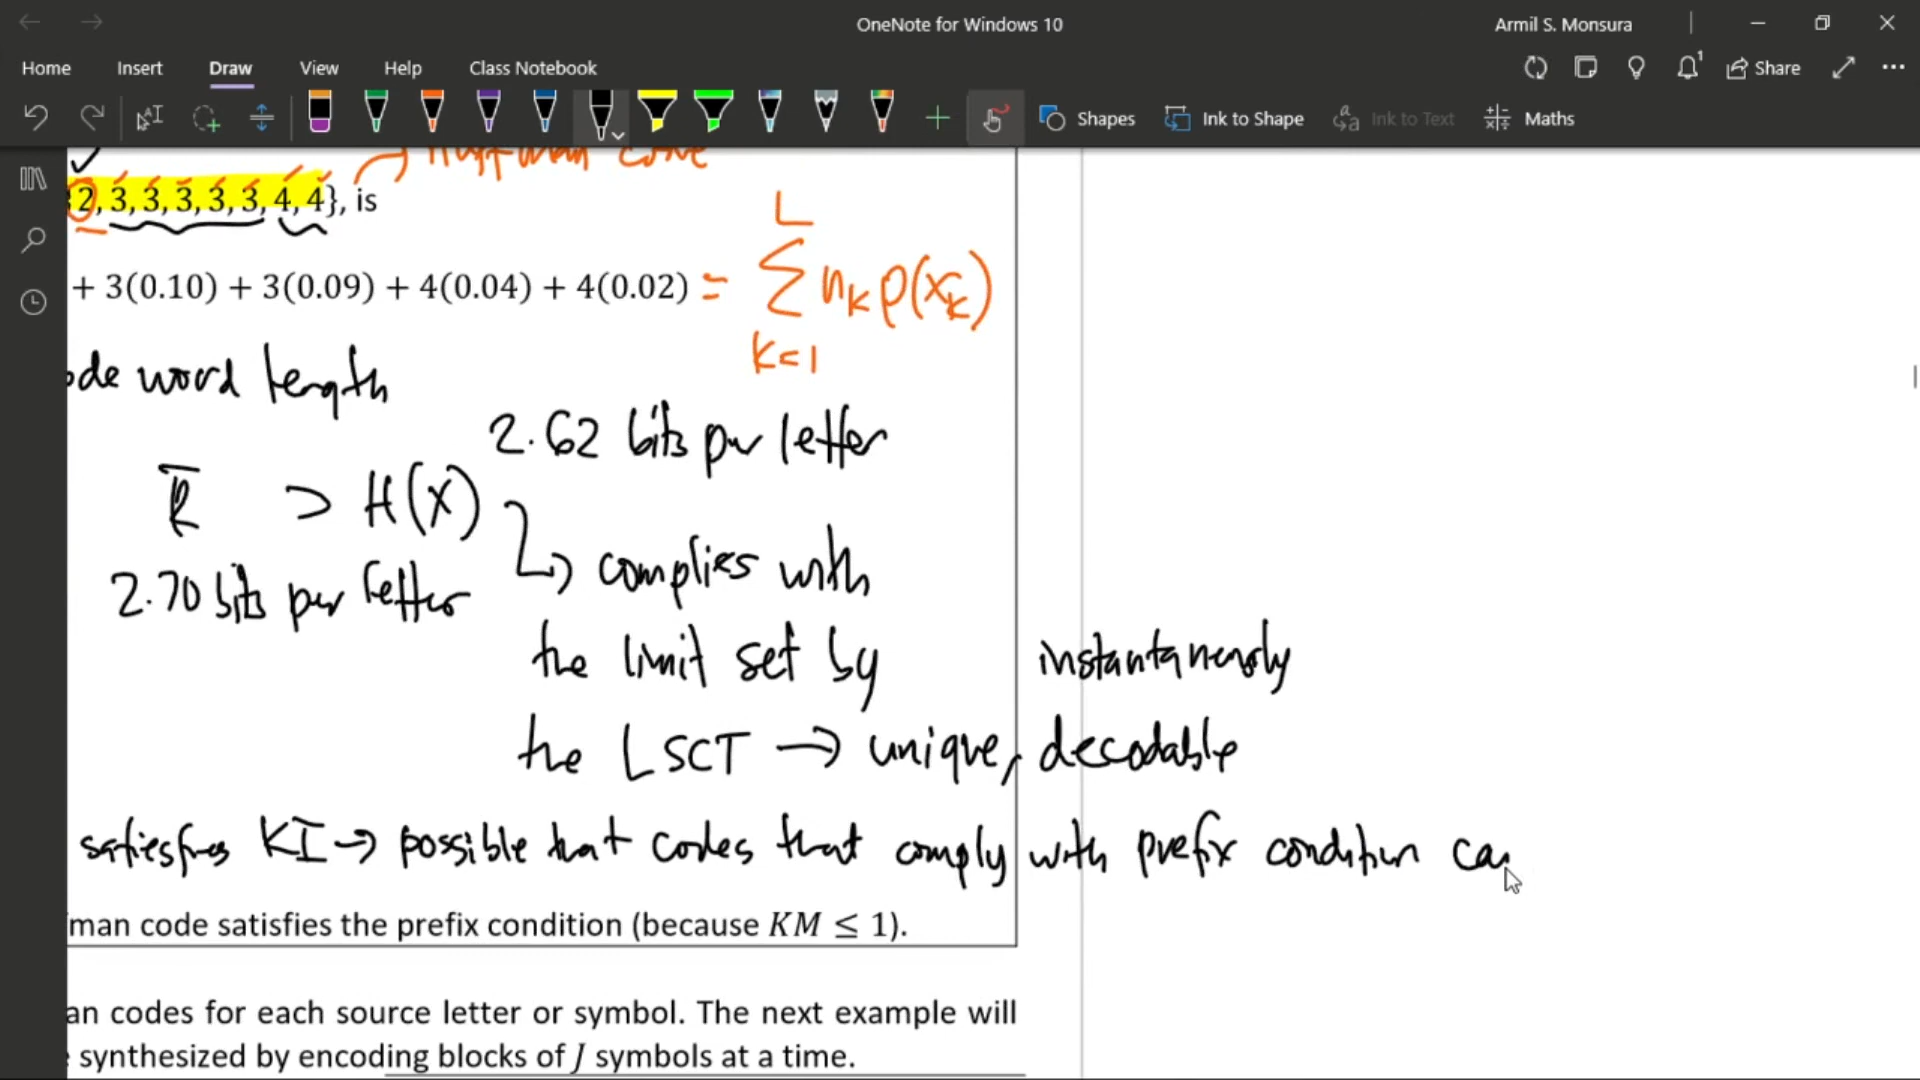 OneNote for Windows 10
Armil S. Monsura
Home Insert Draw View Help Class Notebook
1 Share
Shapes Ink to Shape Ink to Text Maths
Huffman code
2, 3, 3, 3, 3, 3, 4, 4}, is
+ 3(0.10) + 3(0.09) + 4(0.04) + 4(0.02) = L Σ k=1 nk p(xk)
ode word length
2.62 bits per letter
R̅ > H(X)
↳ complies with
2.70 bits per letter
the limit set by instantaneously
the LSCT → unique, decodable
satisfies KI → possible that codes that comply with prefix condition ca
man code satisfies the prefix condition (because KM ≤ 1).
an codes for each source letter or symbol. The next example will
synthesized by encoding blocks of J symbols at a time.